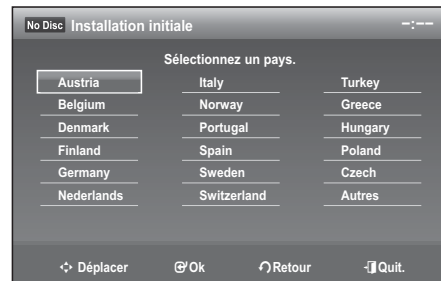 No Disc Installation initiale -:--
Sélectionnez un pays.
Austria Italy Turkey
Belgium Norway Greece
Denmark Portugal Hungary
Finland Spain Poland
Germany Sweden Czech
Nederlands Switzerland Autres
Déplacer Ok Retour Quit.